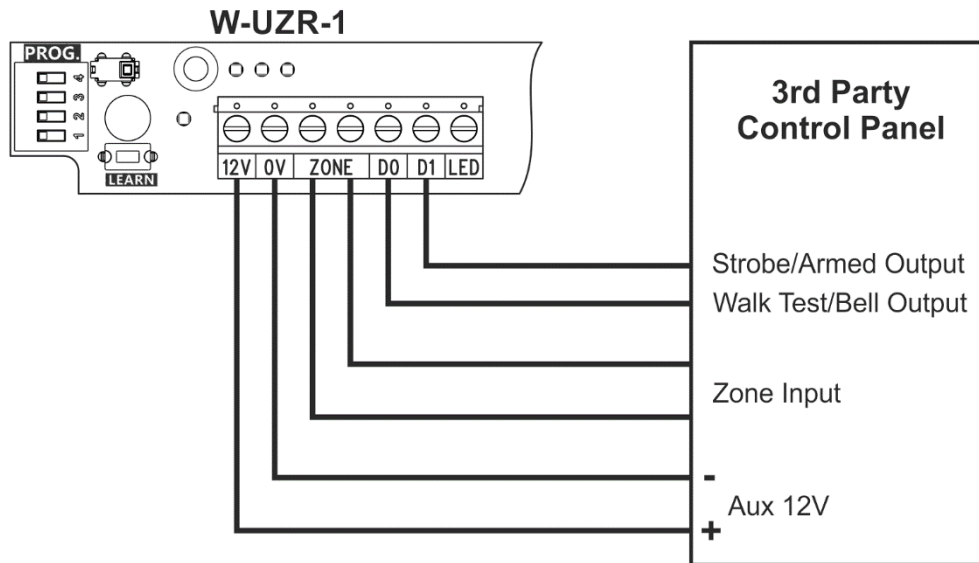 W-UZR-1
PROG.
4
3
2
1
LEARN
12V 0V ZONE D0 D1 LED
3rd Party
Control Panel
Strobe/Armed Output
Walk Test/Bell Output
Zone Input
-
Aux 12V
+